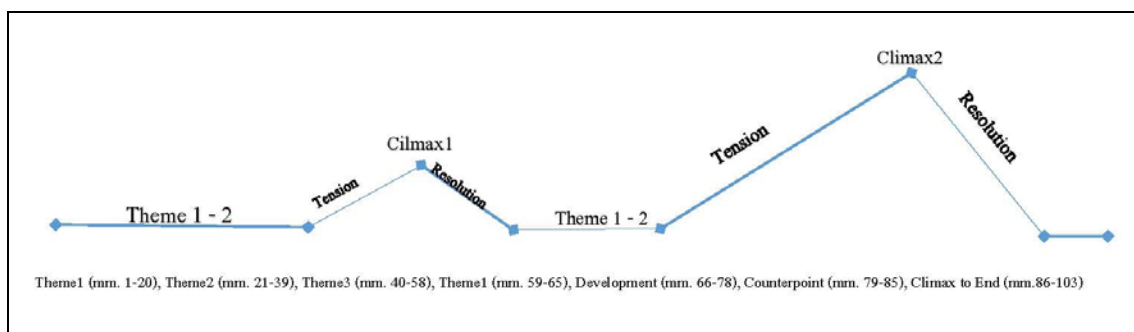 Climax2
Tension
Resolution
Cilmax1
Tension
Resolution
Theme 1 - 2
Theme 1 - 2
Theme1 (mm. 1-20), Theme2 (mm. 21-39), Theme3 (mm. 40-58), Theme1 (mm. 59-65), Development (mm. 66-78), Counterpoint (mm. 79-85), Climax to End (mm.86-103)